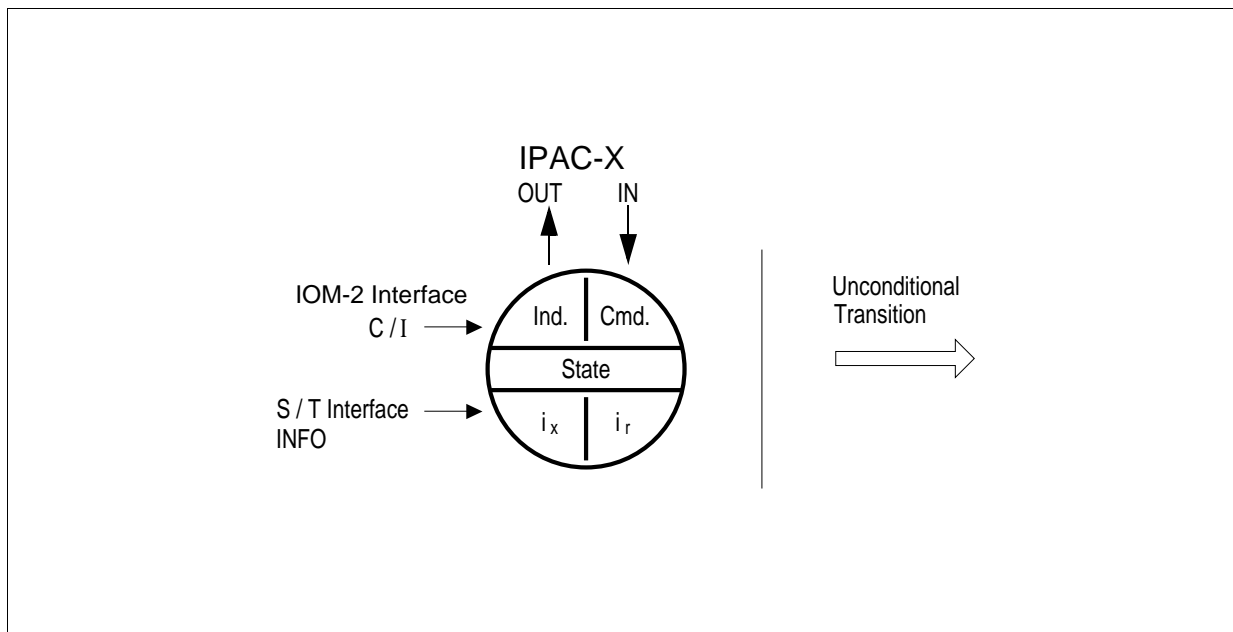 IPAC-X
OUT IN
IOM-2 Interface
C / I
Ind. Cmd.
State
S / T Interface
INFO
i x i r
Unconditional
Transition